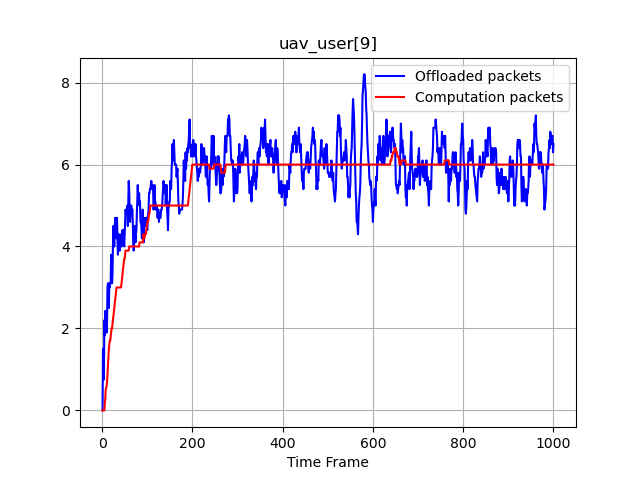 uav_user[9]
Offloaded packets
Computation packets
8
6
4
2
0
0 200 400 600 800 1000
Time Frame